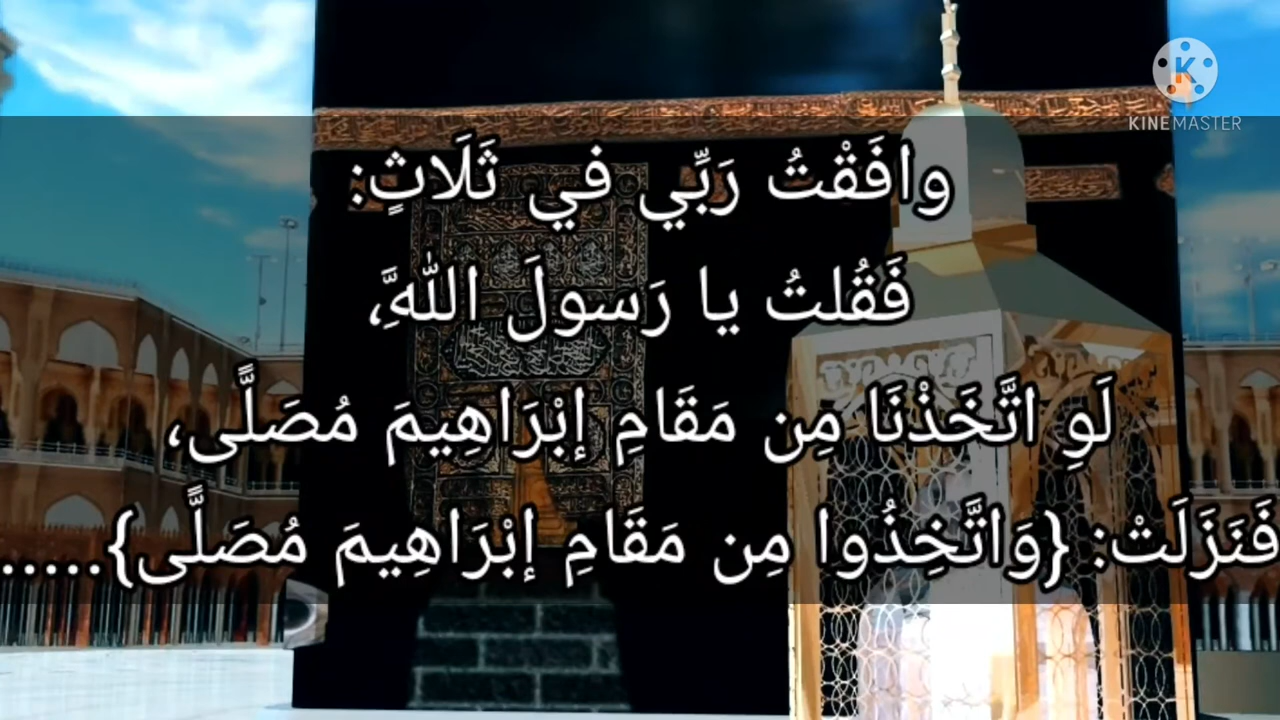 KINEMASTER
وافَقْتُ رَبِّي في ثَلَاثٍ:
فَقُلتُ يا رَسولَ اللَّهِ،
لَوِ اتَّخَذْنَا مِن مَقَامِ إبْرَاهِيمَ مُصَلًّى،
فَنَزَلَتْ: {وَاتَّخِذُوا مِن مَقَامِ إبْرَاهِيمَ مُصَلًّى}.....